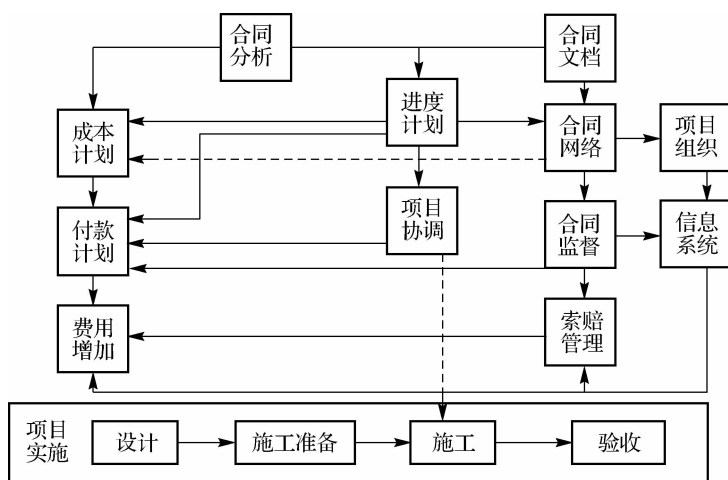 合同
分析
合同
文档
进度
计划
成本
计划
合同
网络
项目
组织
项目
协调
付款
计划
合同
监督
信息
系统
费用
增加
索赔
管理
项目
实施
设计
施工准备
施工
验收